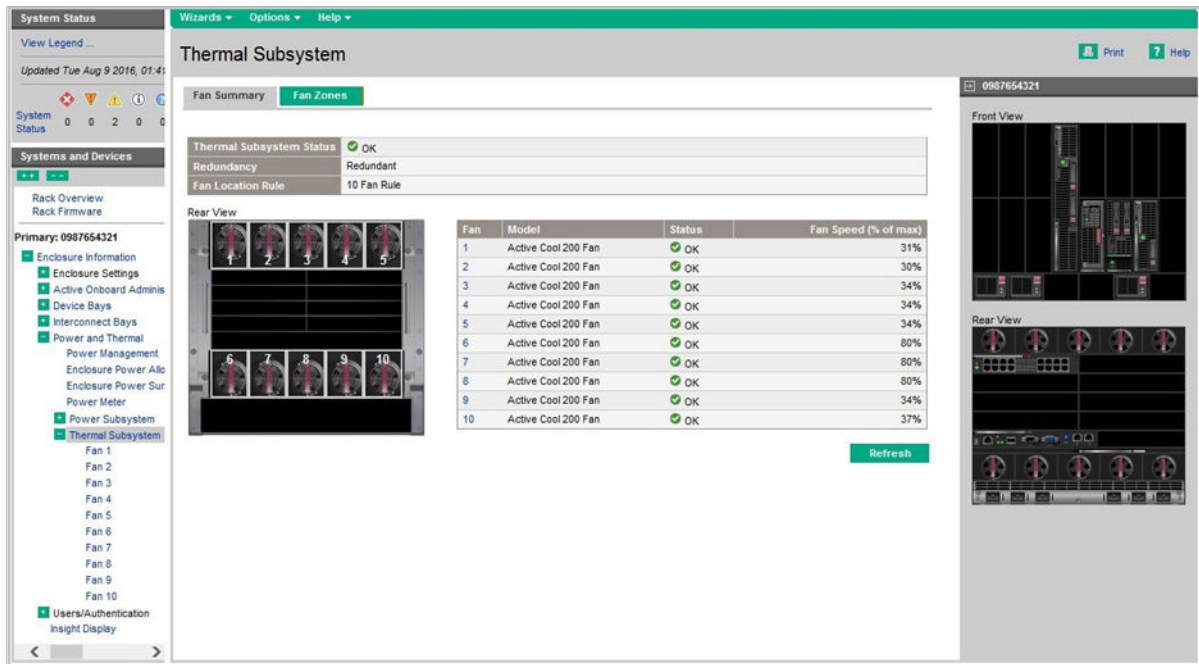 System Status
View Legend ...
Updated Tue Aug 9 2016, 01:41
System Status 0 0 2 0 0
Systems and Devices
Rack Overview
Rack Firmware
Primary: 0987654321
Enclosure Information
Enclosure Settings
Active Onboard Adminis
Device Bays
Interconnect Bays
Power and Thermal
Power Management
Enclosure Power Allo
Enclosure Power Sum
Power Meter
Power Subsystem
Thermal Subsystem
Fan 1
Fan 2
Fan 3
Fan 4
Fan 5
Fan 6
Fan 7
Fan 8
Fan 9
Fan 10
Users/Authentication
Insight Display
Wizards Options Help
Thermal Subsystem
Print Help
Fan Summary Fan Zones
Thermal Subsystem Status OK
Redundancy Redundant
Fan Location Rule 10 Fan Rule
Rear View
1 2 3 4 5
6 7 8 9 10
Fan Model Status Fan Speed (% of max)
1 Active Cool 200 Fan OK 31%
2 Active Cool 200 Fan OK 30%
3 Active Cool 200 Fan OK 34%
4 Active Cool 200 Fan OK 34%
5 Active Cool 200 Fan OK 34%
6 Active Cool 200 Fan OK 80%
7 Active Cool 200 Fan OK 80%
8 Active Cool 200 Fan OK 80%
9 Active Cool 200 Fan OK 34%
10 Active Cool 200 Fan OK 37%
Refresh
0987654321
Front View
Rear View